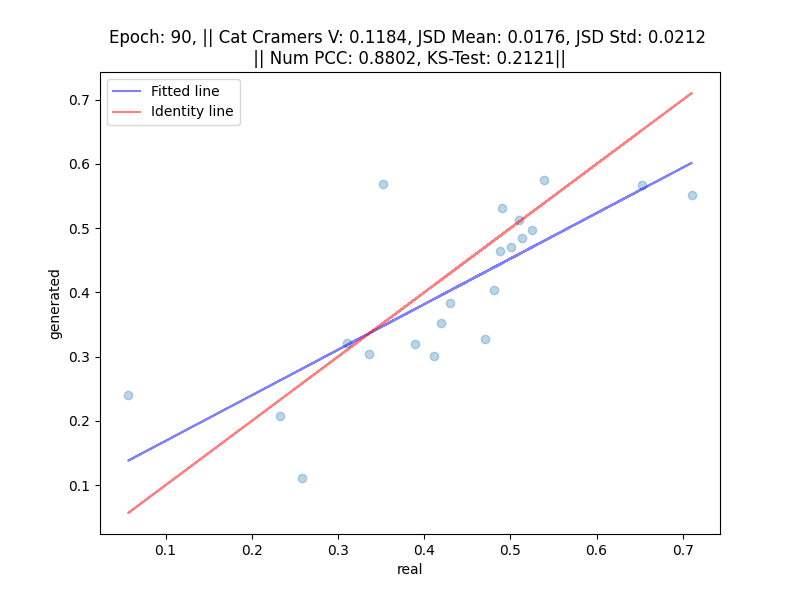 Epoch: 90, || Cat Cramers V: 0.1184, JSD Mean: 0.0176, JSD Std: 0.0212
|| Num PCC: 0.8802, KS-Test: 0.2121||
Fitted line
Identity line
0.7
0.6
0.5
0.4
0.3
0.2
0.1
generated
0.1 0.2 0.3 0.4 0.5 0.6 0.7
real